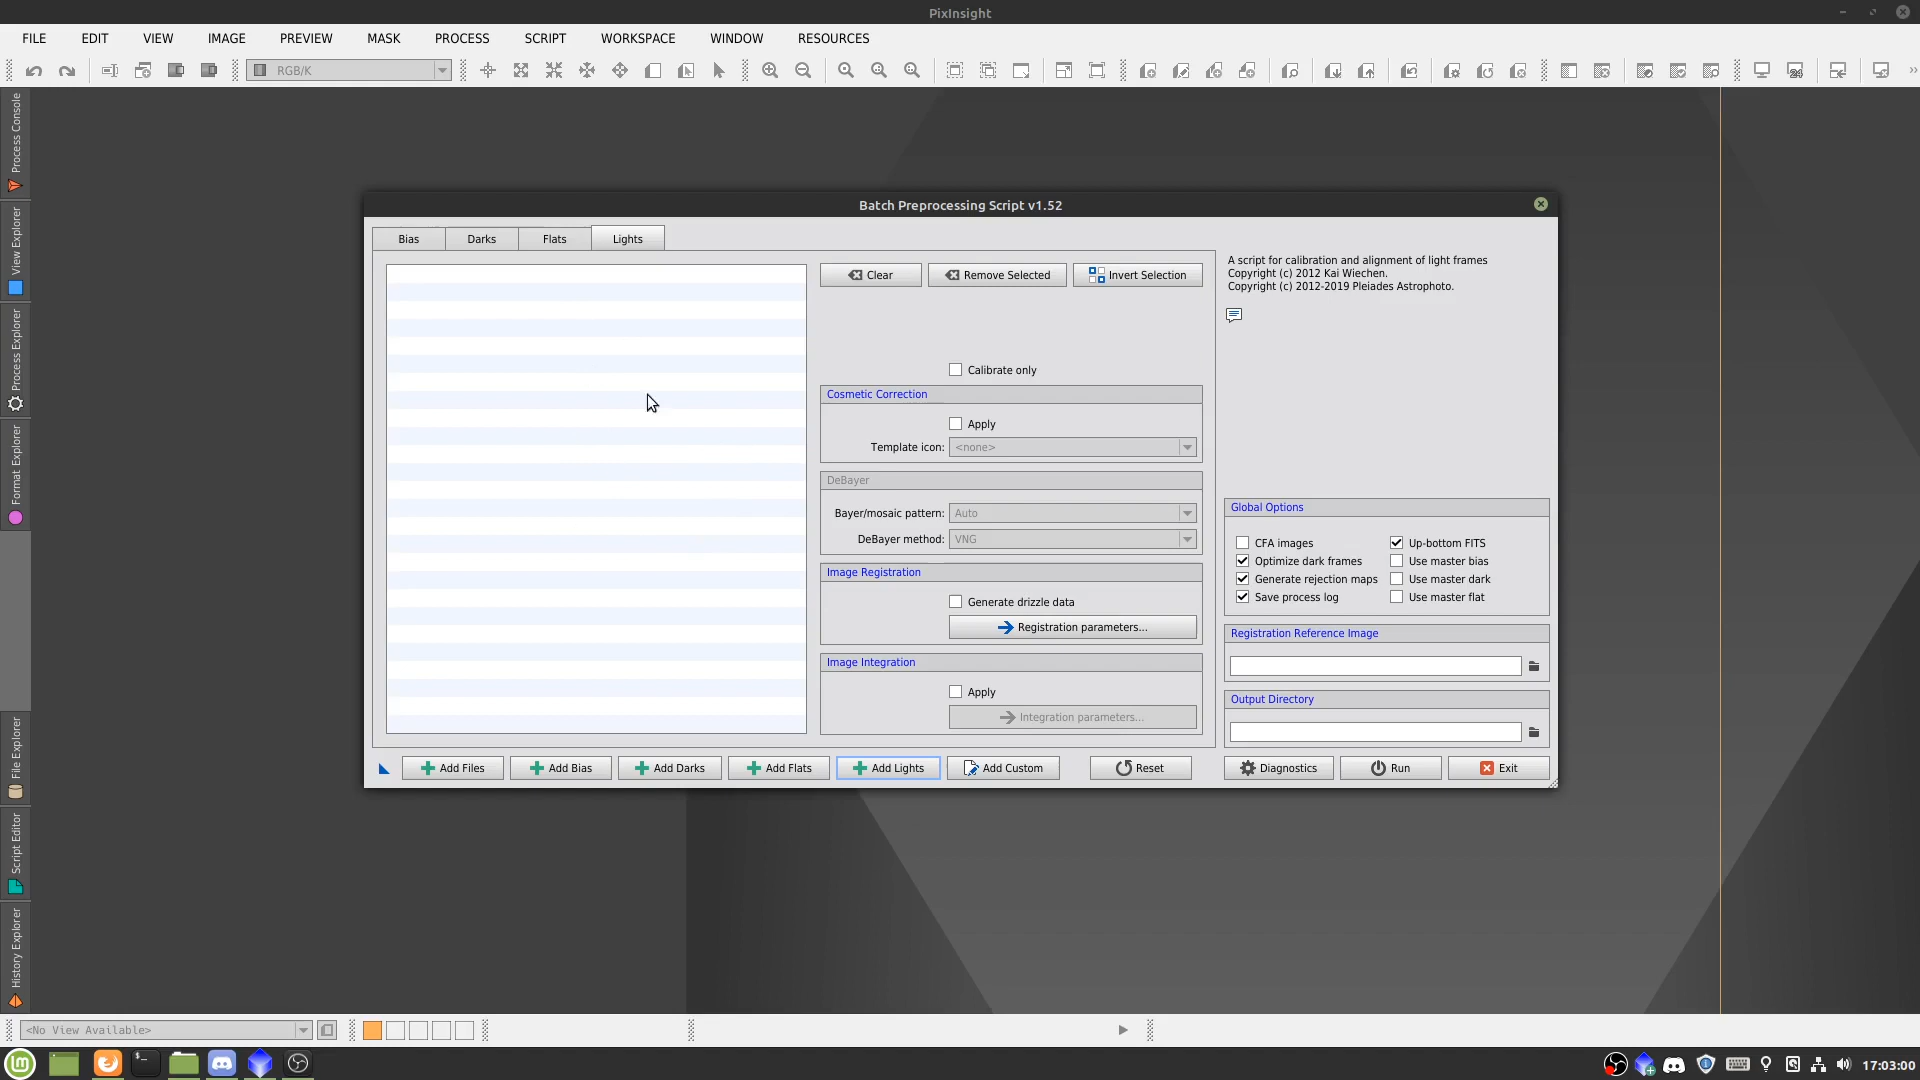 PixInsight
FILE EDIT VIEW IMAGE PREVIEW MASK PROCESS SCRIPT WORKSPACE WINDOW RESOURCES
RGB/K
24
Process Console
View Explorer
Process Explorer
Format Explorer
File Explorer
Script Editor
History Explorer
Batch Preprocessing Script v1.52
Bias Darks Flats Lights
Clear Remove Selected Invert Selection
Calibrate only
Cosmetic Correction
Apply
Template icon: <none>
DeBayer
Bayer/mosaic pattern: Auto
DeBayer method: VNG
Image Registration
Generate drizzle data
Registration parameters...
Image Integration
Apply
Integration parameters...
A script for calibration and alignment of light frames
Copyright (c) 2012 Kai Wiechen.
Copyright (c) 2012-2019 Pleiades Astrophoto.
Global Options
CFA images Up-bottom FITS
Optimize dark frames Use master bias
Generate rejection maps Use master dark
Save process log Use master flat
Registration Reference Image
Output Directory
Add Files Add Bias Add Darks Add Flats Add Lights Add Custom Reset Diagnostics Run Exit
<No View Available>
17:03:00